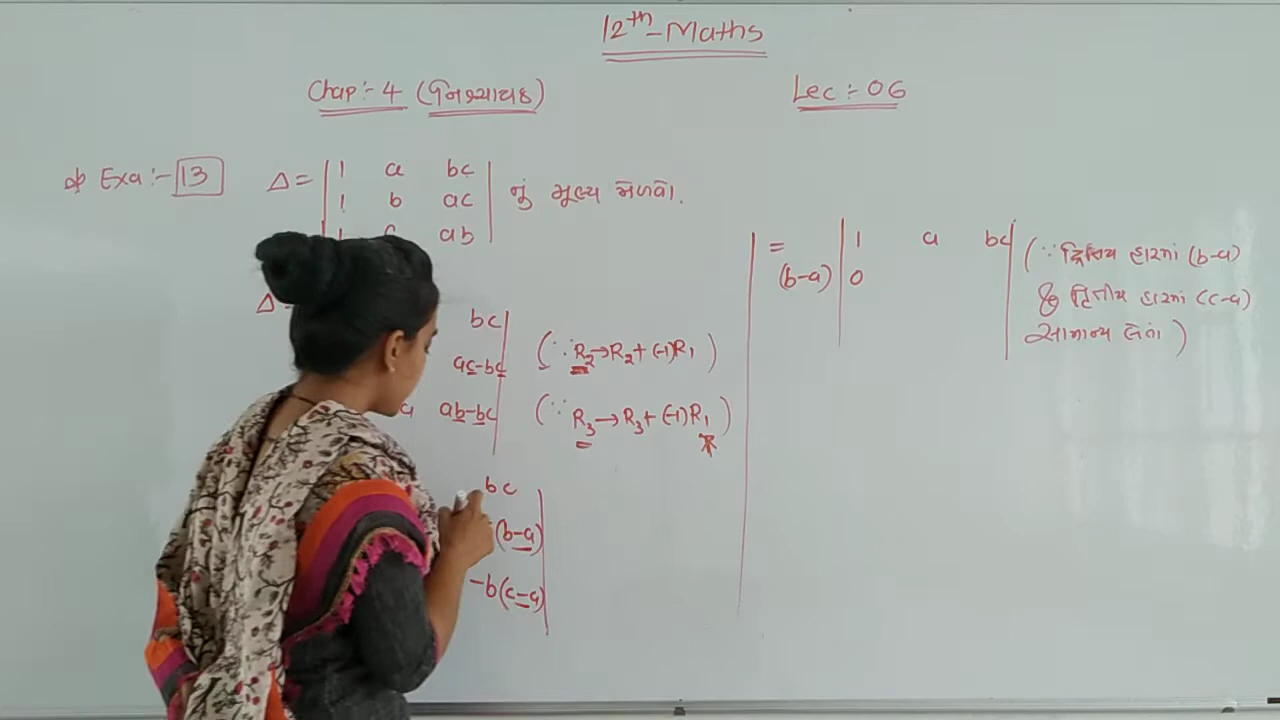 12th - Maths
Chap :- 4 (નિશ્ચાયક)
Lec :- 06
Exa :- 13 Δ = | 1 a bc |
| 1 b ac | નું મૂલ્ય મેળવો.
ab |
Δ
bc |
ac-bc | (∵ R₂→R₂+(-1)R₁)
ab-bc | (∵ R₃→R₃+(-1)R₁)
bc |
(b-a) |
-b(c-a) |
= | 1 a bc | (∵ દ્વિતીય હારમાં (b-a)
(b-a) | 0 | & દ્વિતીય હારમાં (c-a)
સામાન્ય લેતાં)